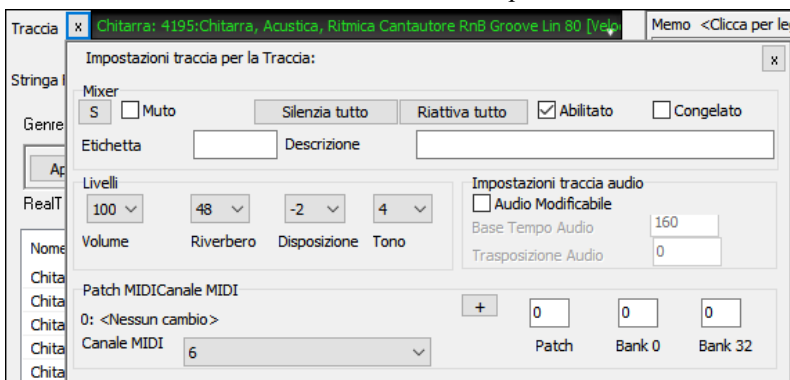 Traccia x Chitarra: 4195:Chitarra, Acustica, Ritmica Cantautore RnB Groove Lin 80 Memo <Clicca per
Impostazioni traccia per la Traccia: x
Stringa
Mixer
S Muto Silenzia tutto Riattiva tutto Abilitato Congelato
Genre
Etichetta Descrizione
Livelli Impostazioni traccia audio
100 48 -2 4 Audio Modificabile
RealT
Base Tempo Audio 160
Volume Riverbero Disposizione Tono
Nome Trasposizione Audio 0
Chita
Patch MIDICanale MIDI
Chita
0: <Nessun cambio> + 0 0 0
Chita
Canale MIDI 6 Patch Bank 0 Bank 32
Chita
Chita